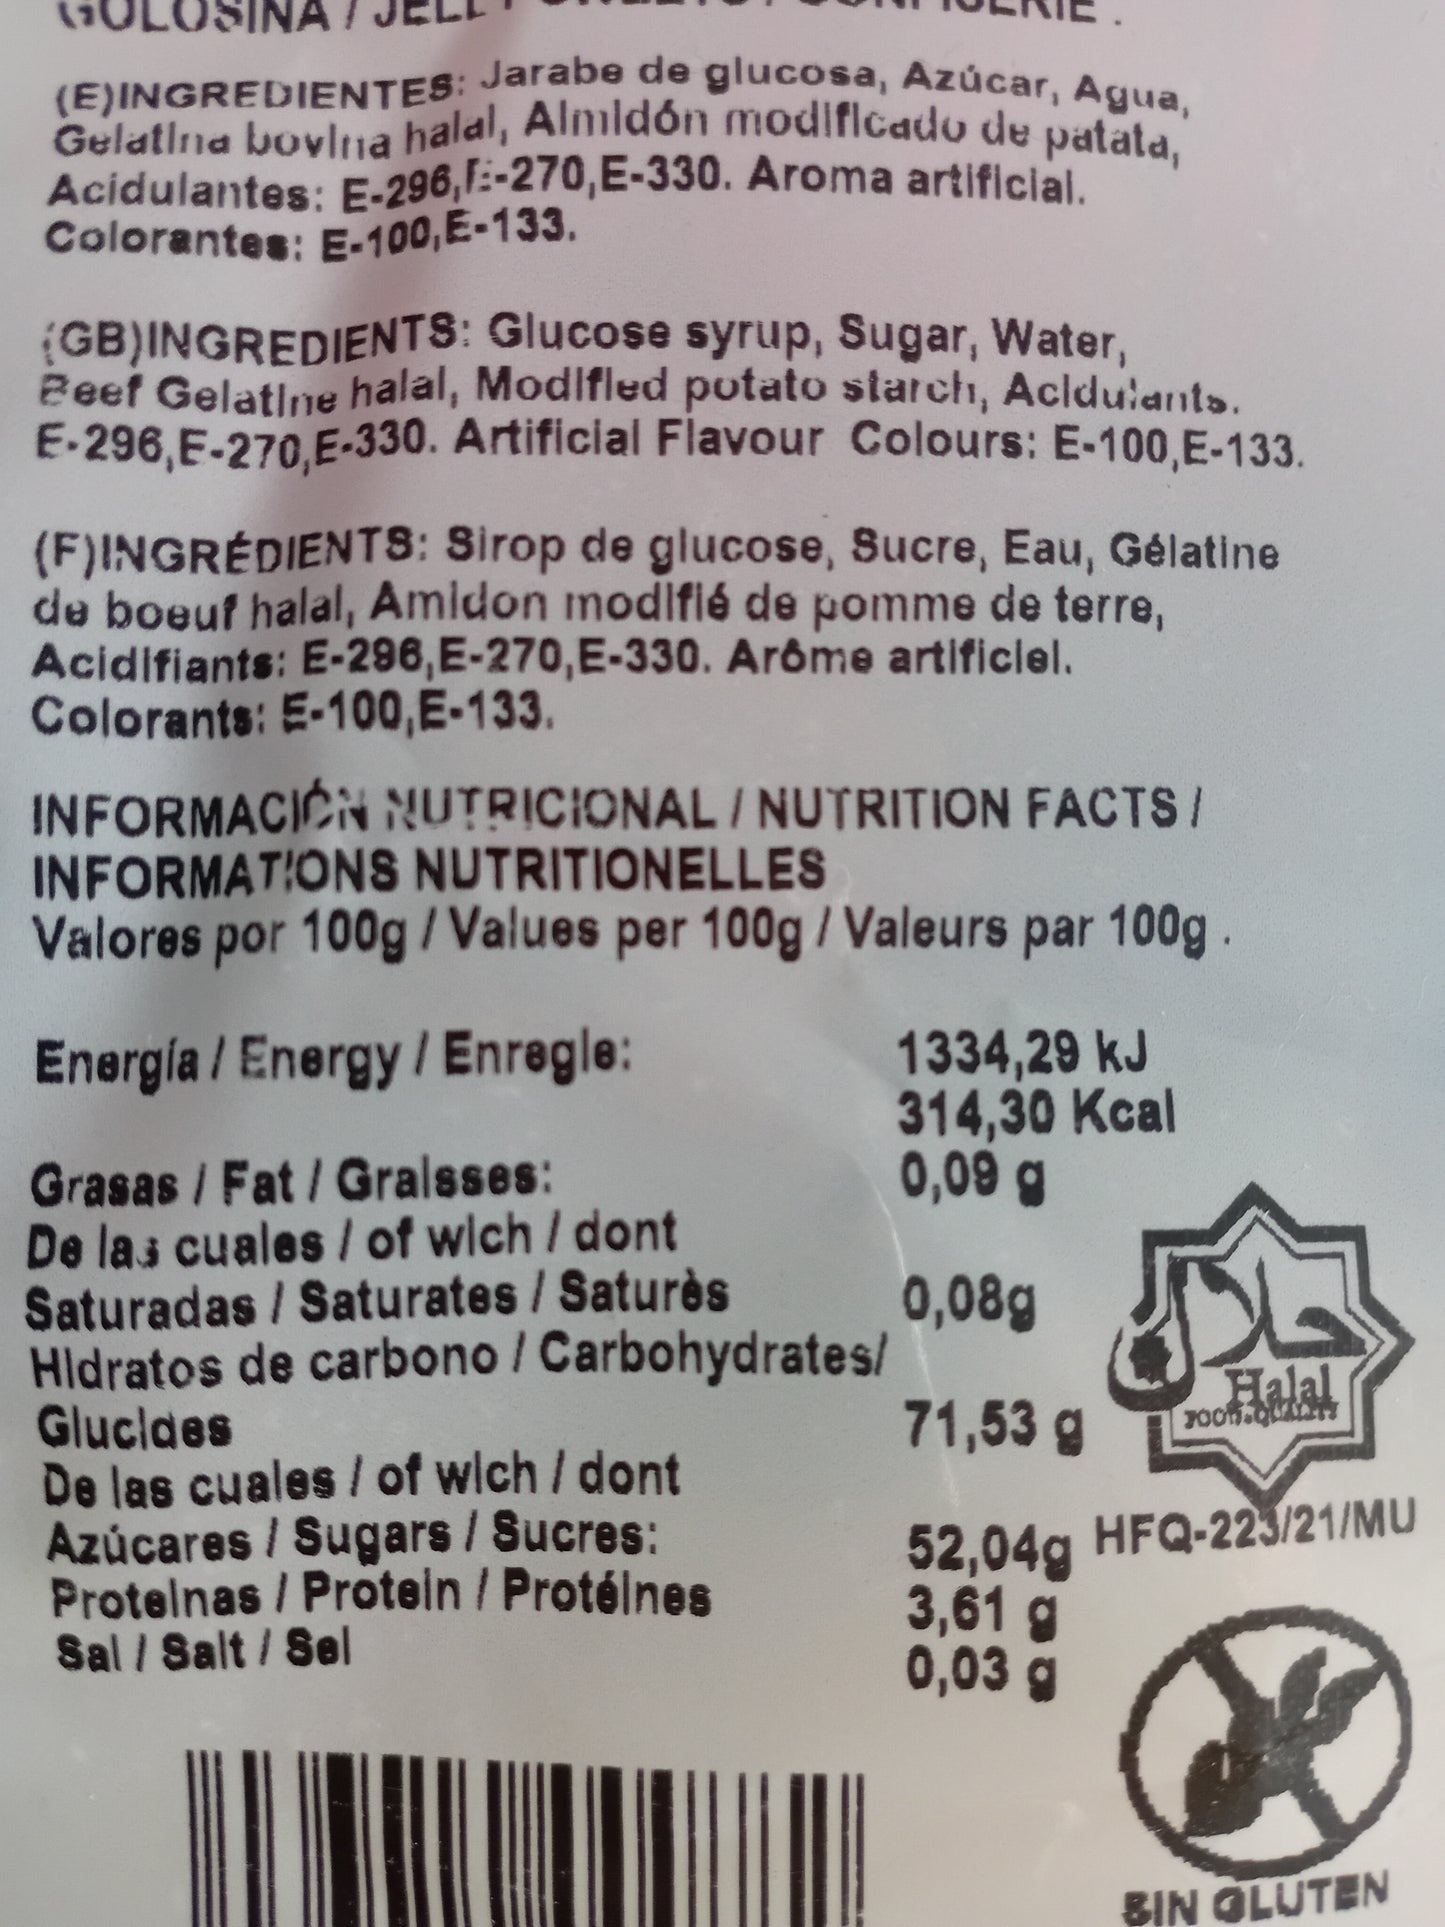 GOLOSINA / JELLY
(E)INGREDIENTES: Jarabe de glucosa, Azúcar, Agua,
Gelatina bovina halal, Almidón modificado de patata,
Acidulantes: E-296,E-270,E-330. Aroma artificial.
Colorantes: E-100,E-133.
(GB)INGREDIENTS: Glucose syrup, Sugar, Water,
Beef Gelatine halal, Modified potato starch, Acidulants.
E-296,E-270,E-330. Artificial Flavour Colours: E-100,E-133.
(F)INGRÉDIENTS: Sirop de glucose, Sucre, Eau, Gélatine
de boeuf halal, Amidon modifié de pomme de terre,
Acidifiants: E-296,E-270,E-330. Arôme artificiel.
Colorants: E-100,E-133.
INFORMACIÓN NUTRICIONAL / NUTRITION FACTS /
INFORMATIONS NUTRITIONELLES
Valores por 100g / Values per 100g / Valeurs par 100g .
Energía / Energy / Enregie: 1334,29 kJ
314,30 Kcal
Grasas / Fat / Graisses: 0,09 g
De las cuales / of wich / dont
Saturadas / Saturates / Saturès 0,08g
Hidratos de carbono / Carbohydrates/
Glucides 71,53 g
De las cuales / of wich / dont
Azúcares / Sugars / Sucres: 52,04g
Proteinas / Protein / Protéines 3,61 g
Sal / Salt / Sel 0,03 g
حلال
Halal
FOOD.QUALITY
HFQ-223/21/MU
SIN GLUTEN